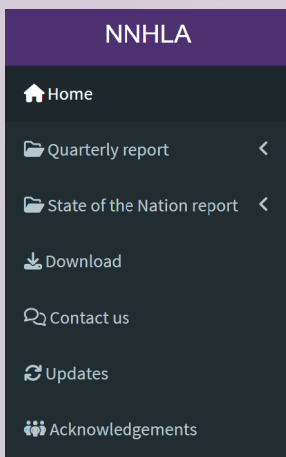 NNHLA
Home
Quarterly report
State of the Nation report
Download
Contact us
Updates
Acknowledgements